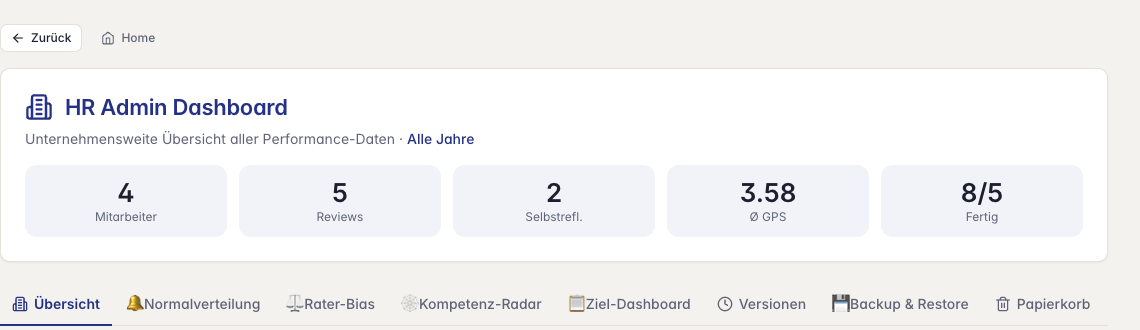 Zurück
Home
HR Admin Dashboard
Unternehmensweite Übersicht aller Performance-Daten · Alle Jahre
4
Mitarbeiter
5
Reviews
2
Selbstrefl.
3.58
Ø GPS
8/5
Fertig
Übersicht
Normalverteilung
Rater-Bias
Kompetenz-Radar
Ziel-Dashboard
Versionen
Backup & Restore
Papierkorb